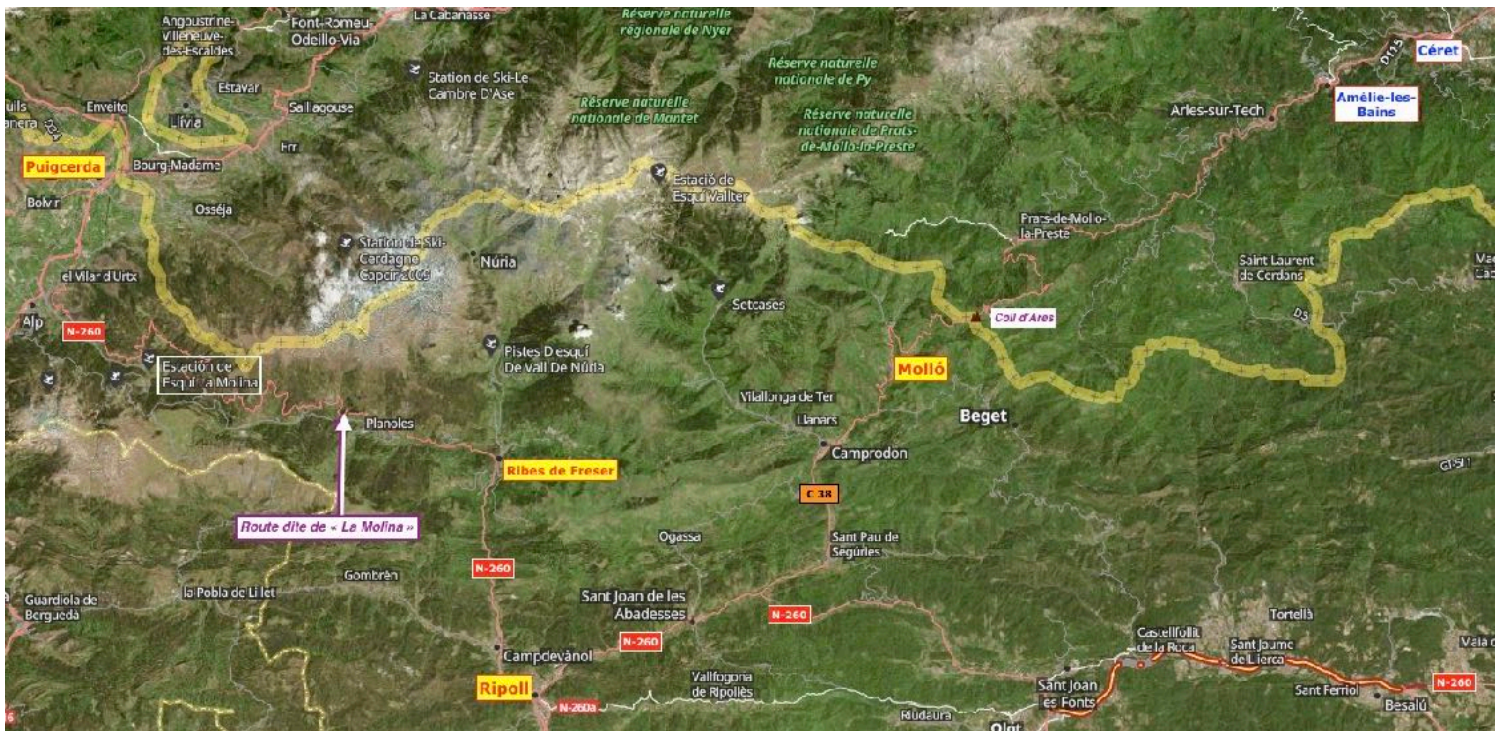 Angoustrine-
Villeneuve-
des-Escaldes
Font-Romeu-
Odeillo-Via
La Cabanasse
Réserve naturelle
régionale de Nyer
Réserve naturelle
nationale de Py
Réserve naturelle
nationale de Mantet
Réserve naturelle
nationale de Prats-
de-Mollo-la-Preste
D115
Céret
Amélie-les-
Bains
Arles-sur-Tech
Station de Ski-Le
Cambre D'Ase
Estavar
Saillagouse
Enveitg
Llívia
Err
Puigcerda
Bourg-Madame
Bolvir
Osséja
Estació de
Esquí Vallter
Prats-de-Mollo-
la-Preste
Saint Laurent
de Cerdans
D3
Station de Ski-
Cerdagne
Capcir 2009
Núria
el Vilar d'Urtx
Setcases
Coll d'Ares
Alp
N-260
Estación de
Esquí La Molina
Pistes D'esquí
De Vall De Núria
Molló
Vilallonga de Ter
Llanars
Beget
Planoles
Camprodon
Ribes de Freser
C 38
Route dite de « La Molina »
Ogassa
Sant Pau de
Segúries
N-260
Gombrèn
la Pobla de Lillet
Guardiola de
Berguedà
Sant Joan de les
Abadesses
N-260
N-260
Tortellà
Castellfollit
de la Roca
Sant Jaume
de Llierca
Campdevànol
Ripoll
Vallfogona
de Ripollès
Sant Joan
les Fonts
Sant Ferriol
N-260
Besalú
N-260a
Riudaura
Olot